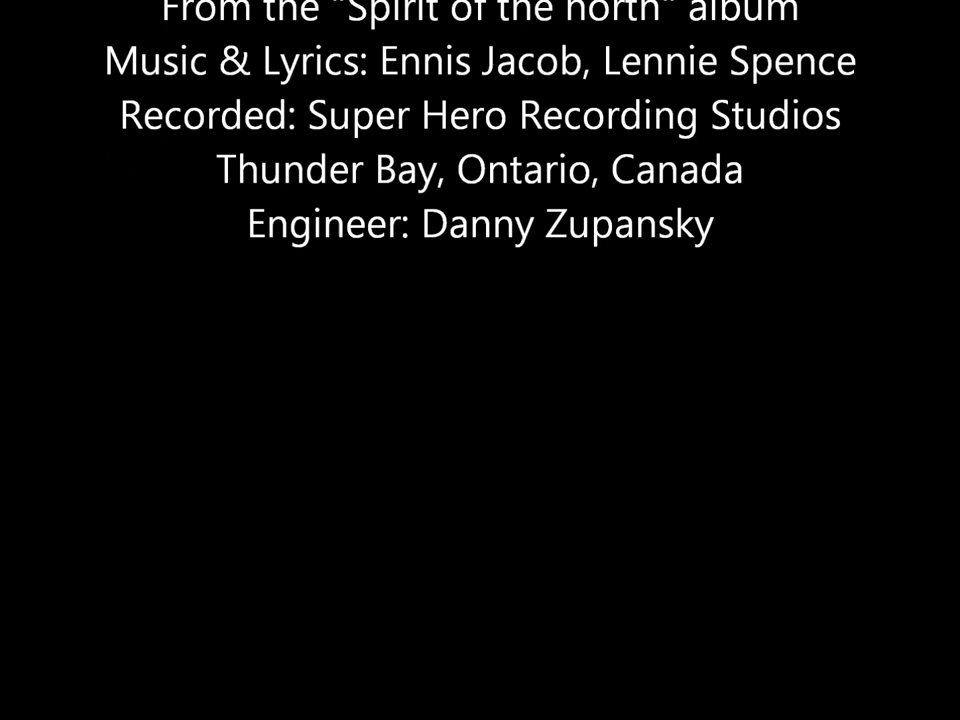 From the "Spirit of the north" album
Music & Lyrics: Ennis Jacob, Lennie Spence
Recorded: Super Hero Recording Studios
Thunder Bay, Ontario, Canada
Engineer: Danny Zupansky